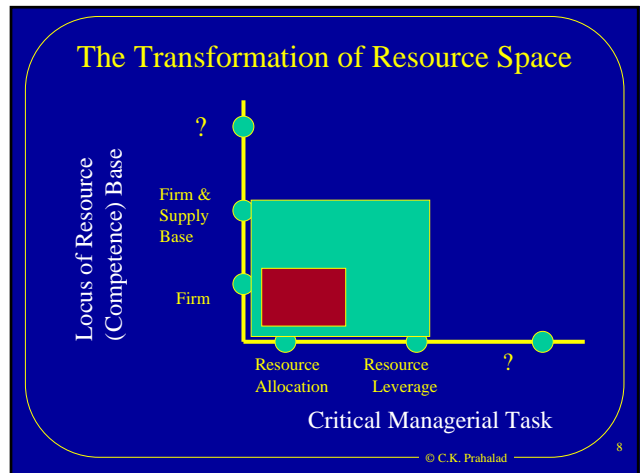 The Transformation of Resource Space
?
Locus of Resource
(Competence) Base
Firm &
Supply
Base
Firm
Resource
Allocation
Resource
Leverage
?
Critical Managerial Task
© C.K. Prahalad
8